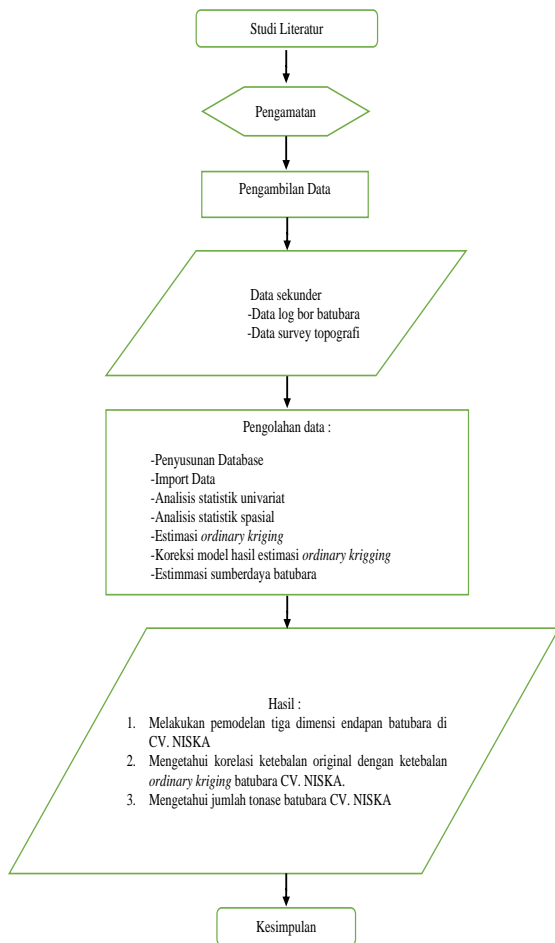 Studi Literatur
Pengamatan
Pengambilan Data
Data sekunder
-Data log bor batubara
-Data survey topografi
Pengolahan data :
-Penyusunan Database
-Import Data
-Analisis statistik univariat
-Analisis statistik spasial
-Estimasi ordinary kriging
-Koreksi model hasil estimasi ordinary krigging
-Estimmasi sumberdaya batubara
Hasil :
1. Melakukan pemodelan tiga dimensi endapan batubara di
CV. NISKA
2. Mengetahui korelasi ketebalan original dengan ketebalan
ordinary kriging batubara CV. NISKA.
3. Mengetahui jumlah tonase batubara CV. NISKA
Kesimpulan